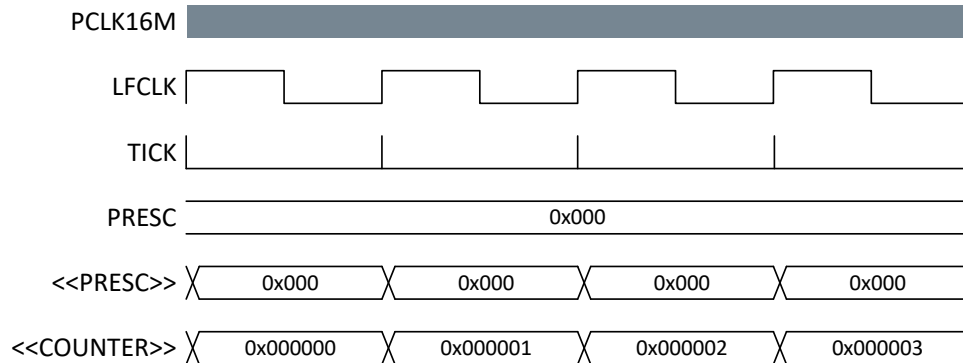 PCLK16M
LFCLK
TICK
PRESC 0x000
<<PRESC>> 0x000 0x000 0x000 0x000
<<COUNTER>> 0x000000 0x000001 0x000002 0x000003